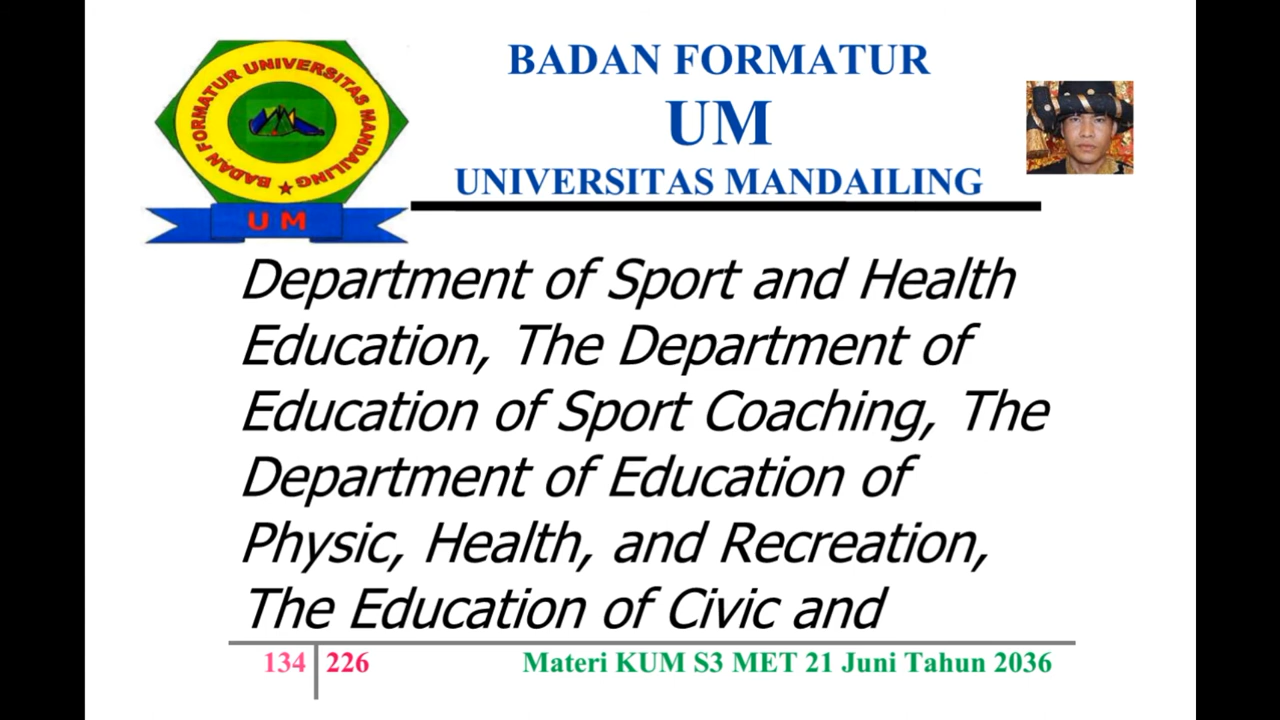 BADAN FORMATUR UNIVERSITAS MANDAILING
U M
BADAN FORMATUR
UM
UNIVERSITAS MANDAILING
Department of Sport and Health
Education, The Department of
Education of Sport Coaching, The
Department of Education of
Physic, Health, and Recreation,
The Education of Civic and
134 226 Materi KUM S3 MET 21 Juni Tahun 2036